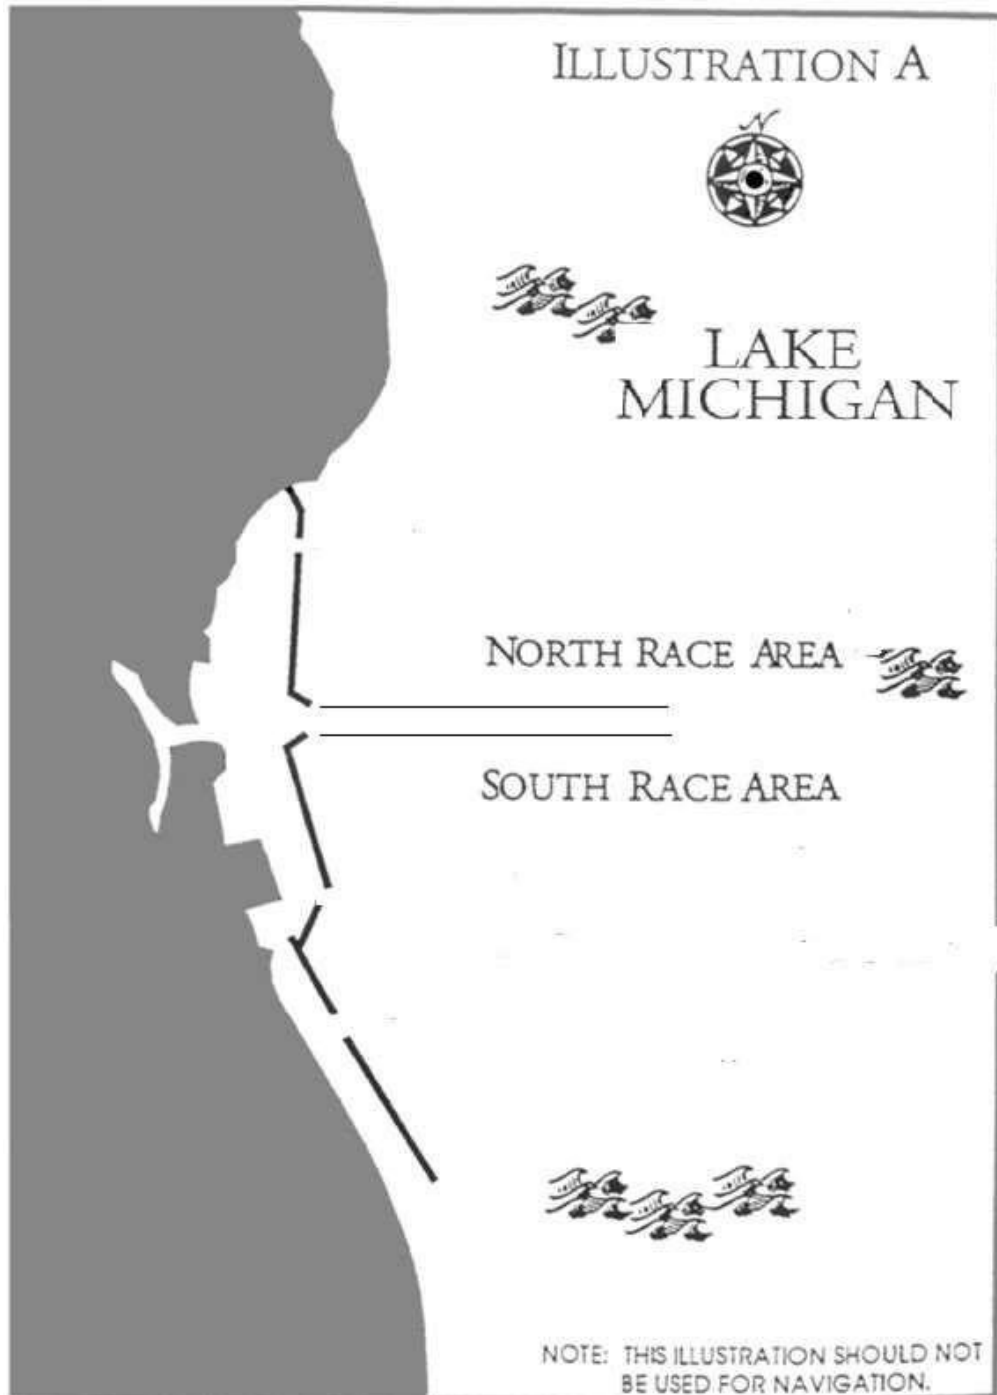 ILLUSTRATION A
N
LAKE
MICHIGAN
NORTH RACE AREA
SOUTH RACE AREA
NOTE: THIS ILLUSTRATION SHOULD NOT
BE USED FOR NAVIGATION.